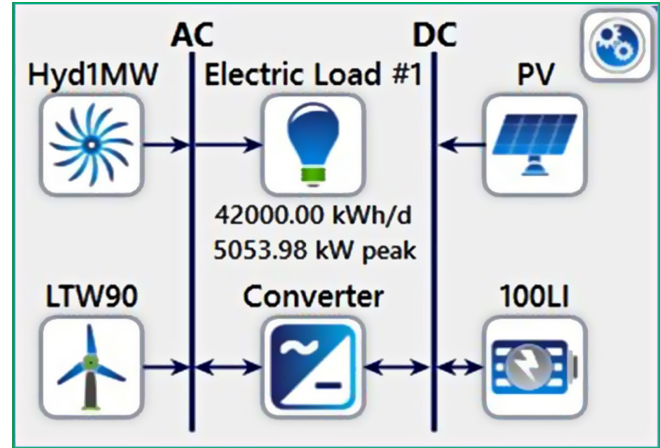 AC DC
Hyd1MW Electric Load #1 PV
42000.00 kWh/d
5053.98 kW peak
LTW90 Converter 100LI